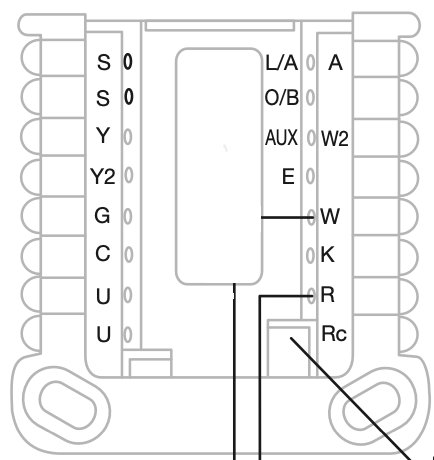 S L/A A
S O/B
Y AUX W2
Y2 E
G W
C K
U R
U Rc